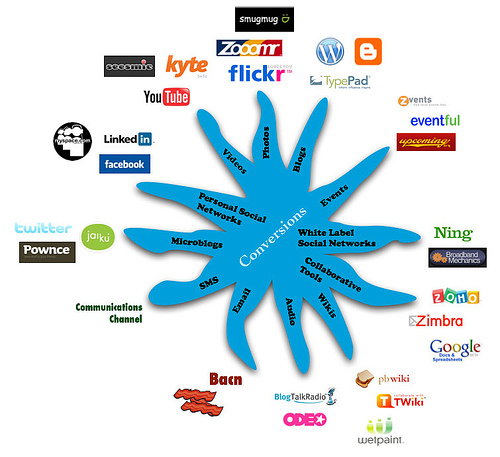 smugmug
Zooomr
flickr
TM
seesmic
kyte
beta
YouTube
TypePad
Zvents
eventful
upcoming
myspace.com
LinkedIn
facebook
twitter
Pownce
jaiku
Communications
Channel
Videos
Photos
Blogs
Events
Personal Social
Networks
White Label
Social Networks
Conversions
Microblogs
Collaborative
Tools
SMS
Email
Audio
Wikis
Ning
Broadband
Mechanics
ZOHO
Zimbra
Google
Docs &
Spreadsheets
Bacn
BlogTalkRadio
ODEO
pbwiki
TWiki
wetpaint